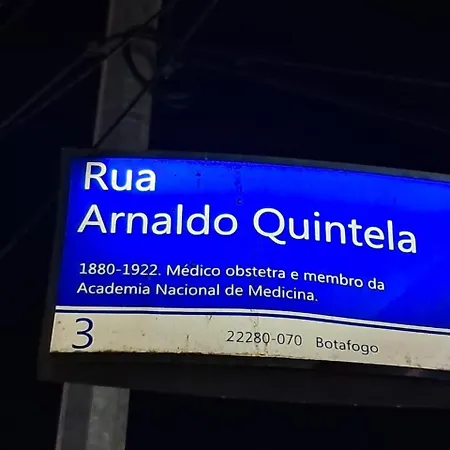 Rua
Arnaldo Quintela
1880-1922. Médico obstetra e membro da
Academia Nacional de Medicina.
3 22280-070 Botafogo